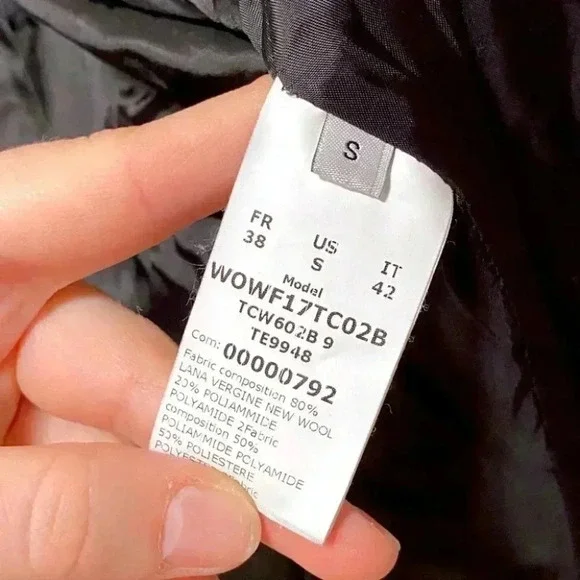 S
FR US IT
38 S 42
Model
WOWF17TC02B
TCW602B 9
TE9948
Com: 00000792
Fabric composition 80%
LANA VERGINE NEW WOOL
20% POLIAMMIDE
POLYAMIDE 2Fabric
composition 50%
POLIAMMIDE POLYAMIDE
50% POLIESTERE